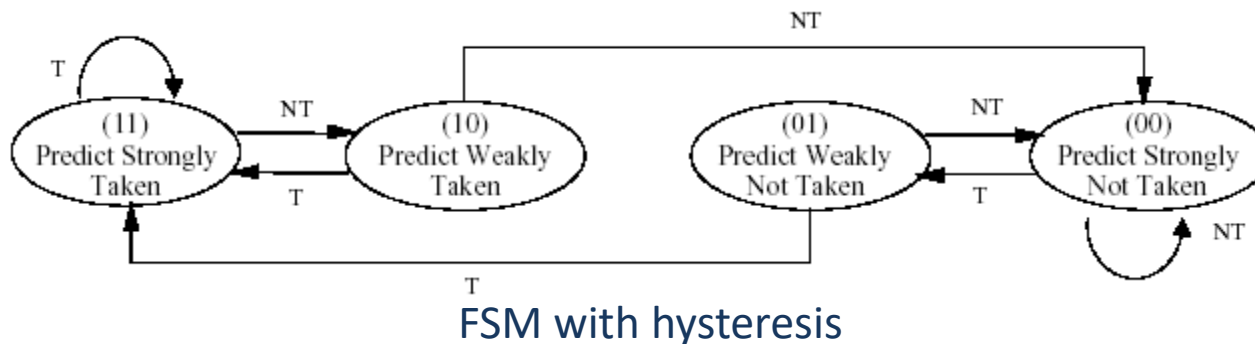 NT
T
(11)
Predict Strongly
Taken
NT
T
(10)
Predict Weakly
Taken
(01)
Predict Weakly
Not Taken
NT
T
(00)
Predict Strongly
Not Taken
NT
T
FSM with hysteresis